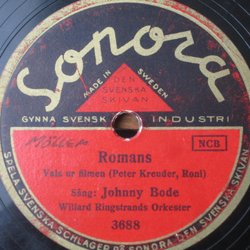 Sonora
MADE IN SWEDEN
DEN
SVENSKA
SKIVAN
GYNNA SVENSK INDUSTRI
NCB
Romans
Vals ur filmen (Peter Kreuder, Roni)
Sång: Johnny Bode
Willard Ringstrands Orkester
3688
SPELA SVENSKA SCHLAGER PÅ SONORA DEN SVENSKA SKIVAN